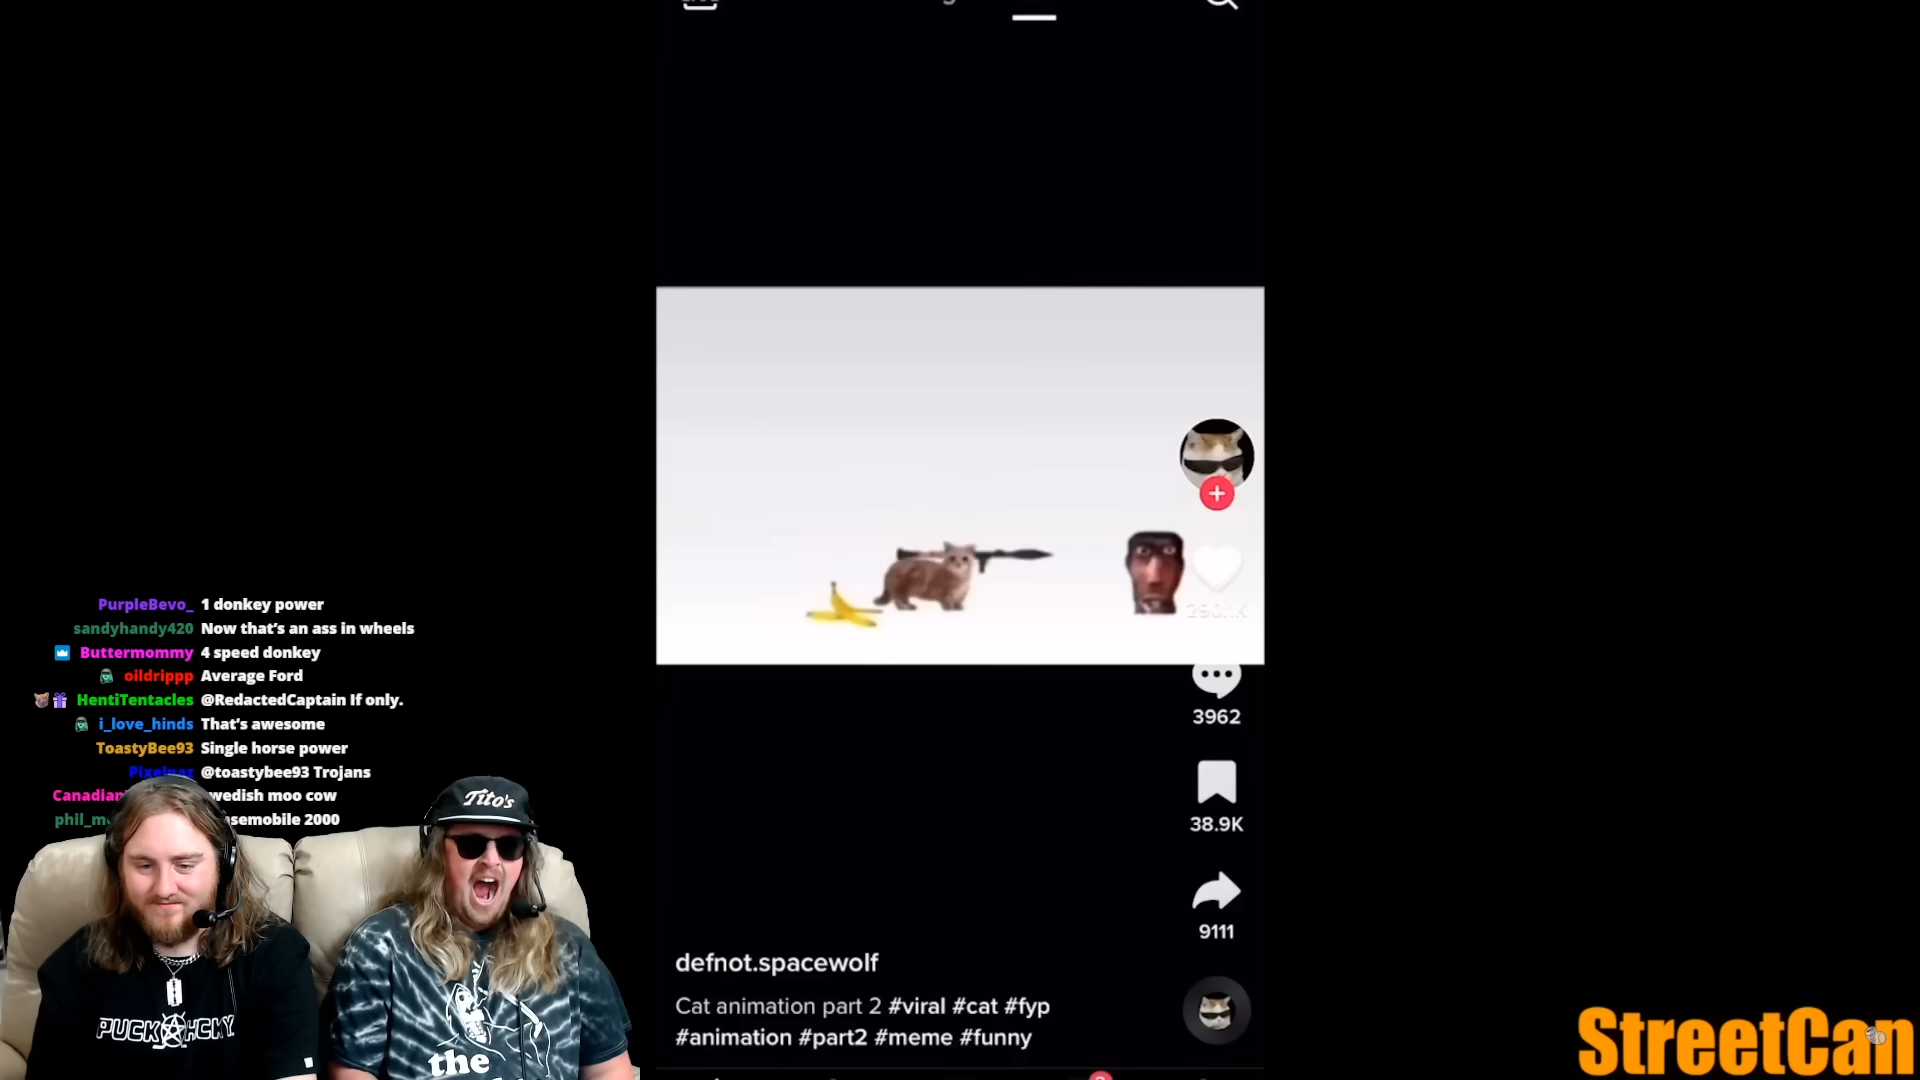 PurpleBevo_ 1 donkey power
sandyhandy420 Now that's an ass in wheels
Buttermommy 4 speed donkey
oildrippp Average Ford
HentiTentacles @RedactedCaptain If only.
i_love_hinds That's awesome
ToastyBee93 Single horse power
@toastybee93 Trojans
moo cow
2000
Tito's
PUCK HCKY
the
3962
38.9K
9111
defnot.spacewolf
Cat animation part 2 #viral #cat #fyp
#animation #part2 #meme #funny
StreetCan